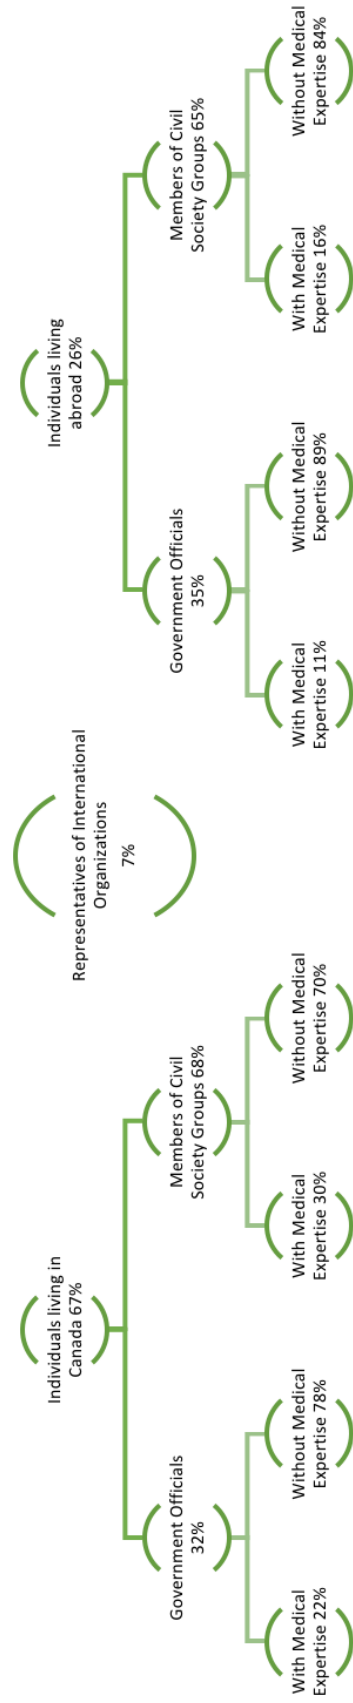 Individuals living in
Canada 67%
Government Officials
32%
With Medical
Expertise 22%
Without Medical
Expertise 78%
Members of Civil
Society Groups 68%
With Medical
Expertise 30%
Without Medical
Expertise 70%
Representatives of International
Organizations
7%
Individuals living
abroad 26%
Government Officials
35%
With Medical
Expertise 11%
Without Medical
Expertise 89%
Members of Civil
Society Groups 65%
With Medical
Expertise 16%
Without Medical
Expertise 84%